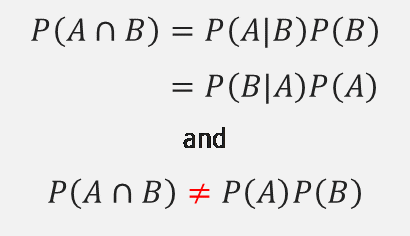 P(A ∩ B) = P(A|B)P(B)
= P(B|A)P(A)
and
P(A ∩ B) ≠ P(A)P(B)